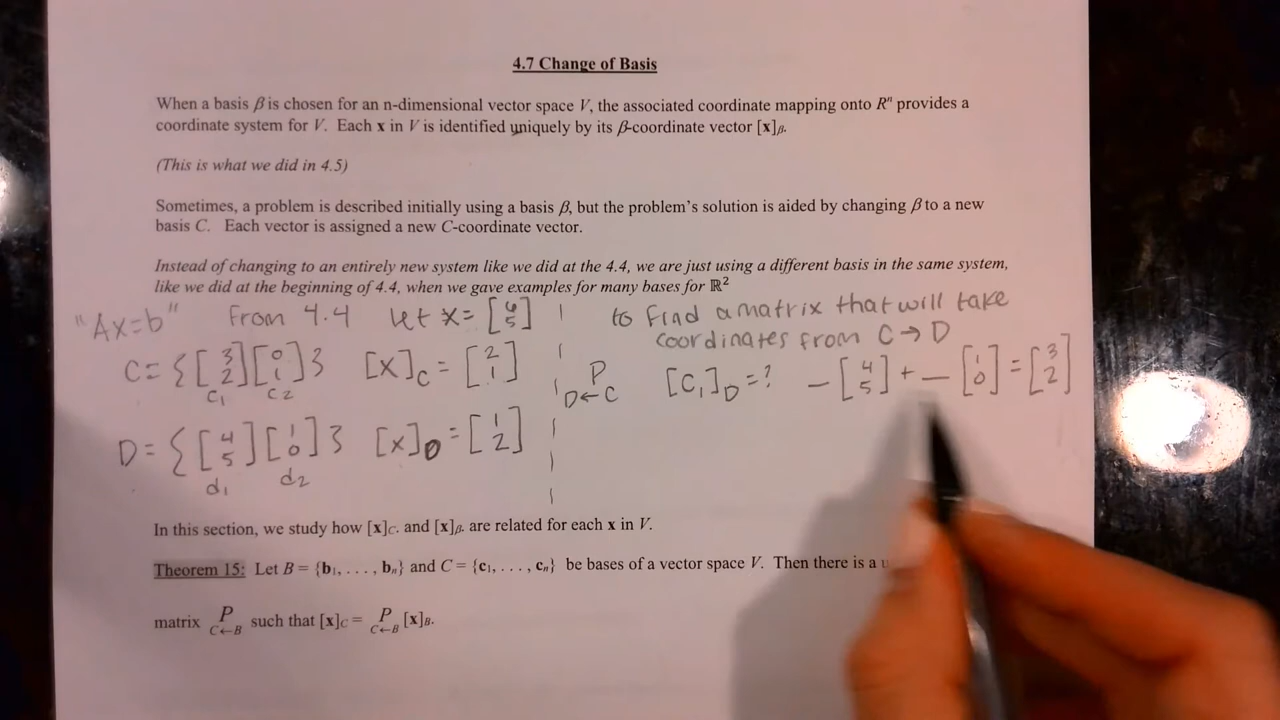 4.7 Change of Basis
When a basis β is chosen for an n-dimensional vector space V, the associated coordinate mapping onto Rⁿ provides a
coordinate system for V. Each x in V is identified uniquely by its β-coordinate vector [x]β.
(This is what we did in 4.5)
Sometimes, a problem is described initially using a basis β, but the problem's solution is aided by changing β to a new
basis C. Each vector is assigned a new C-coordinate vector.
Instead of changing to an entirely new system like we did at the 4.4, we are just using a different basis in the same system,
like we did at the beginning of 4.4, when we gave examples for many bases for ℝ²
"Ax=b" From 4.4 let x = [6 5] to find a matrix that will take
coordinates from C → D
C = {[3 2] [0 1]} [x]C = [2 1] P D←C [C1]D = ? _ [4 5] + _ [1 0] = [3 2]
C1 C2
D = {[4 5] [1 0]} [x]D = [1 2]
d1 d2
In this section, we study how [x]C. and [x]β. are related for each x in V.
Theorem 15: Let B = {b1, . . . , bn} and C = {c1, . . . , cn} be bases of a vector space V. Then there is a u
matrix P C←B such that [x]C = P C←B [x]B.